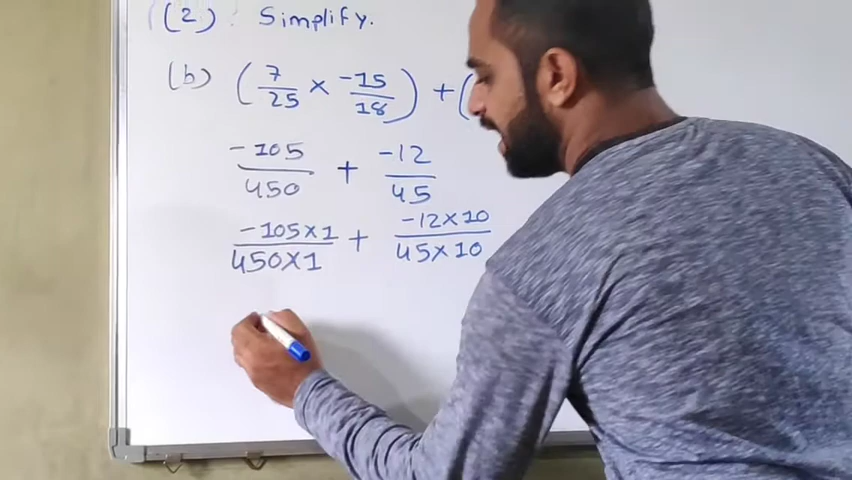 (2) Simplify.
(b) (7/25 × -15/18) + (
-105/450 + -12/45
-105×1/450×1 + -12×10/45×10